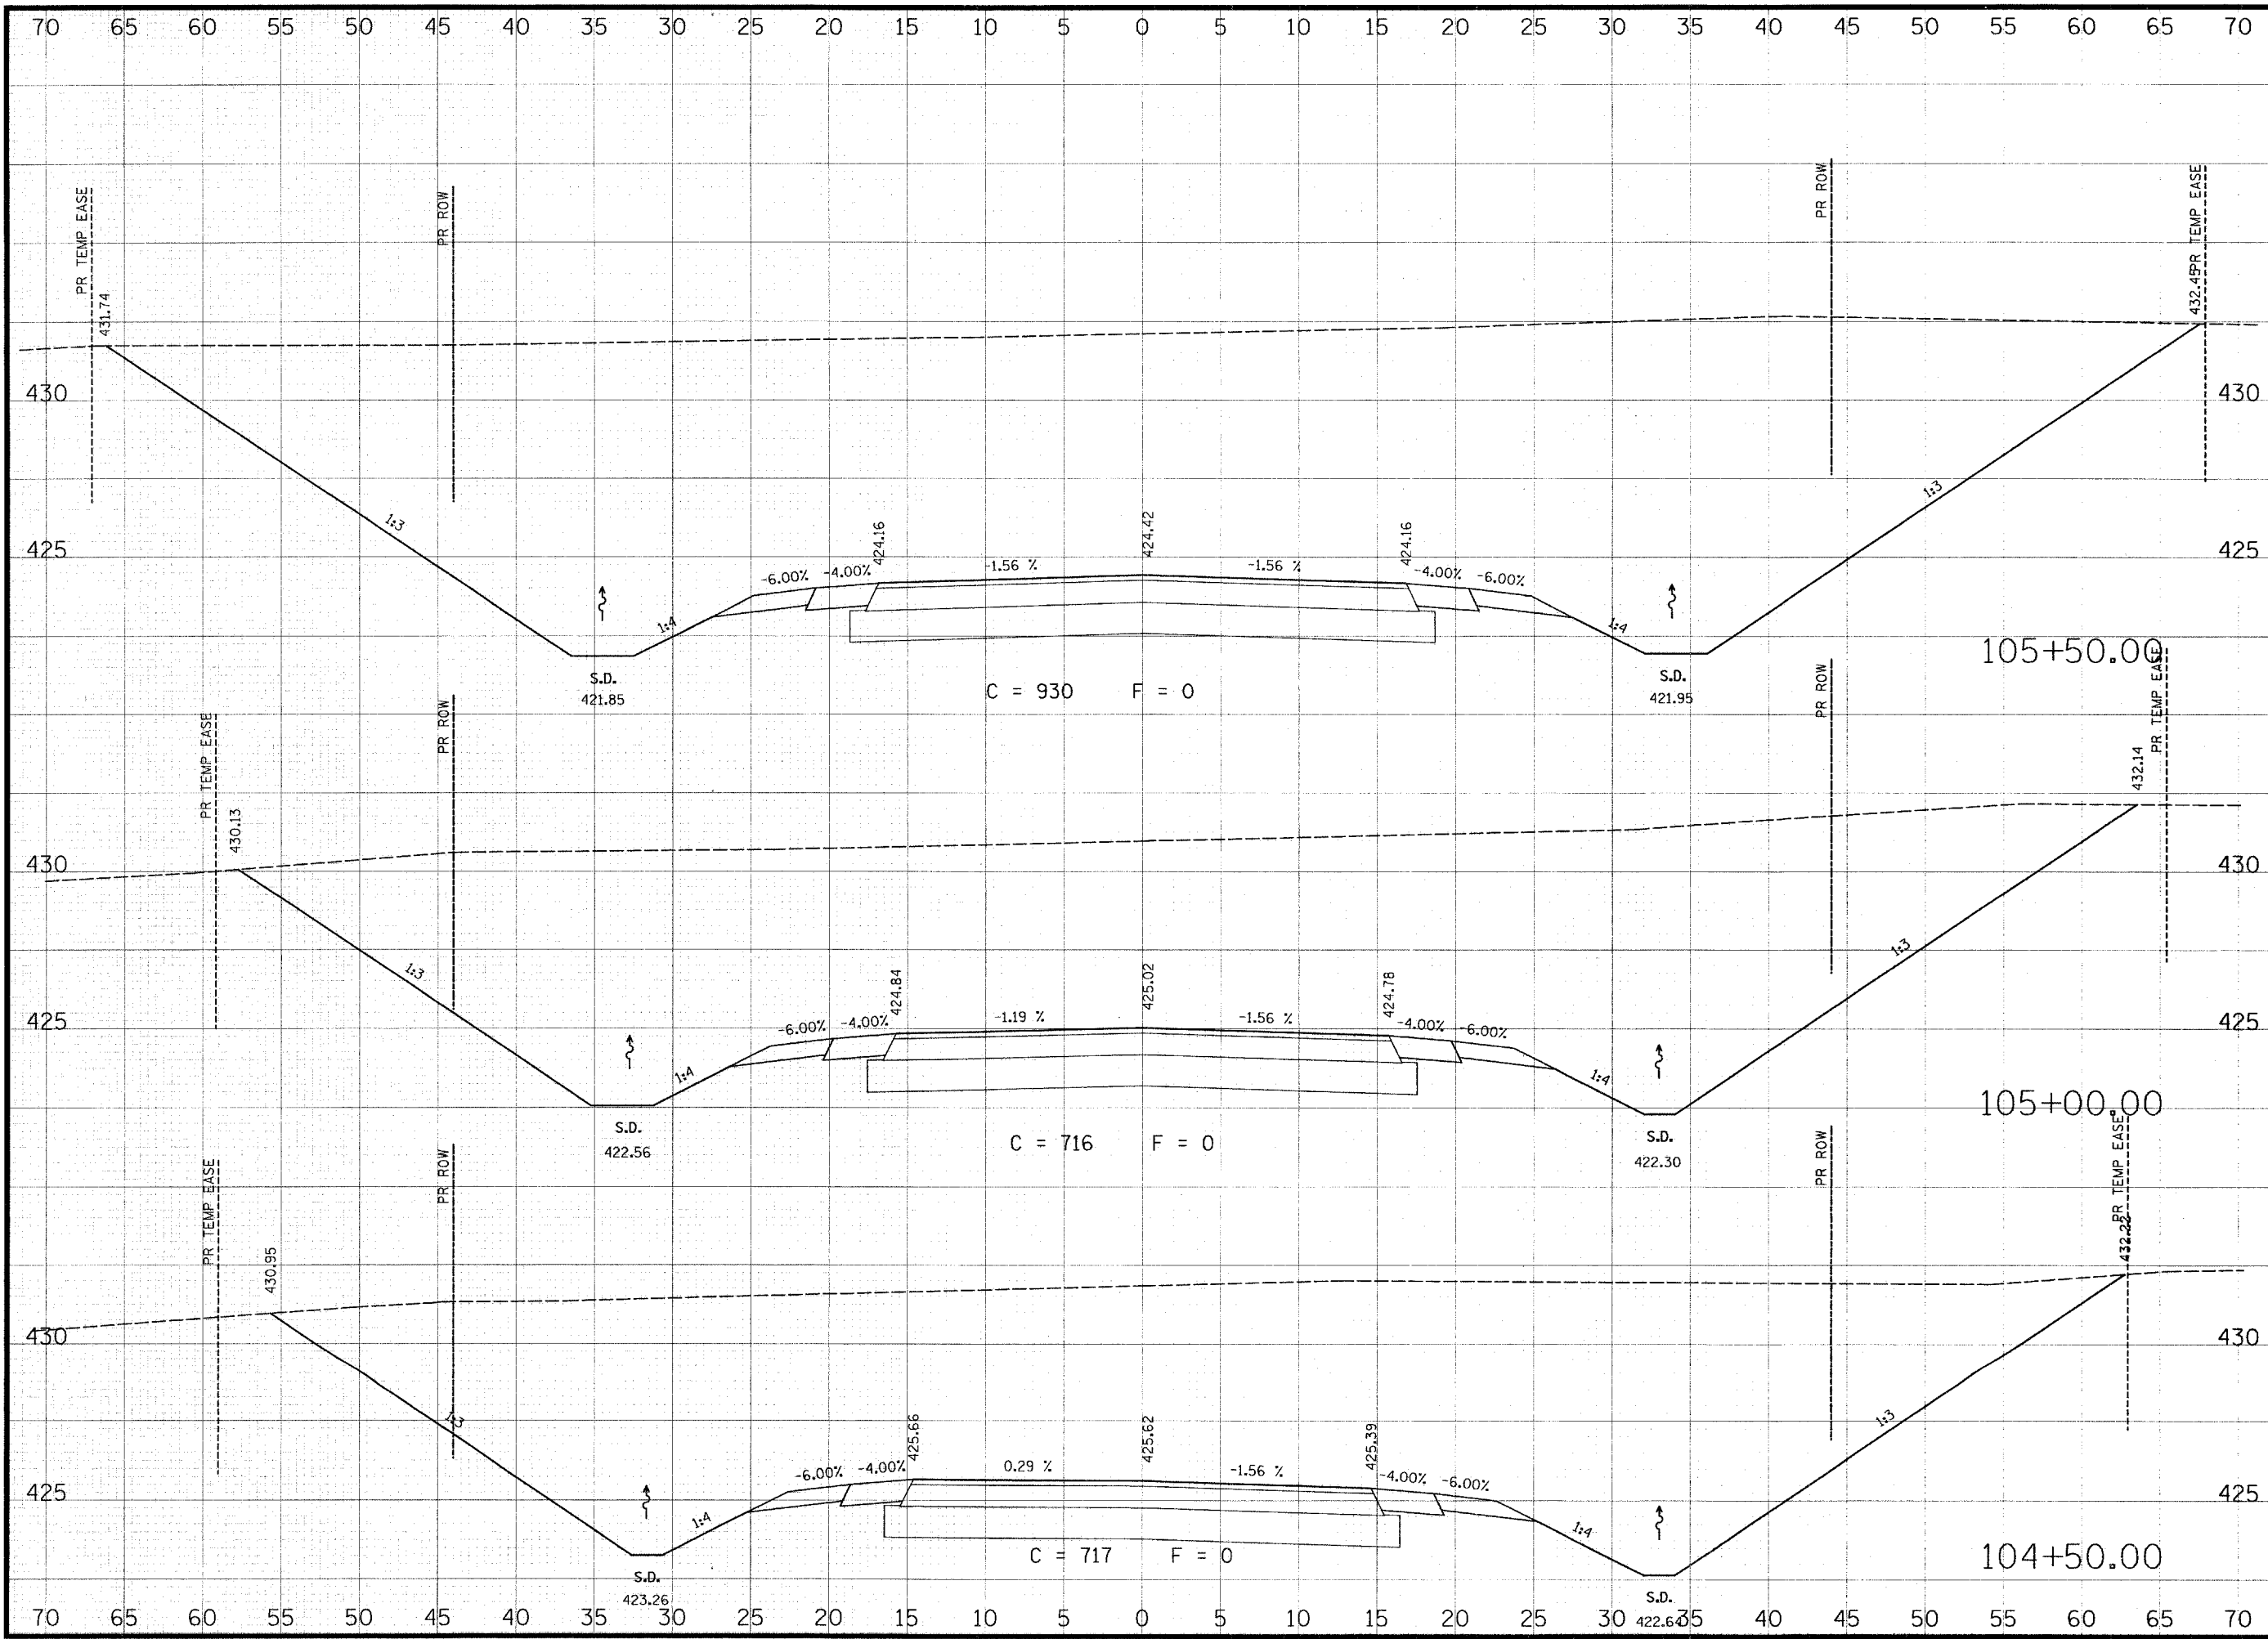 70 65 60 55 50 45 40 35 30 25 20 15 10 5 0 5 10 15 20 25 30 35 40 45 50 55 60 65 70
PR TEMP EASE
431.74
PR ROW
PR ROW
432.45
PR TEMP EASE
430
430
1:3
1:3
425
425
424.16
424.42
424.16
-6.00% -4.00% -1.56 % -1.56 % -4.00% -6.00%
1:4
1:4
S.D.
421.85
S.D.
421.95
C = 930 F = 0
105+50.00
PR TEMP EASE
430.13
PR ROW
PR ROW
432.14
PR TEMP EASE
430
430
1:3
1:3
425
425
424.84
425.02
424.78
-6.00% -4.00% -1.19 % -1.56 % -4.00% -6.00%
1:4
1:4
S.D.
422.56
S.D.
422.30
C = 716 F = 0
105+00.00
PR TEMP EASE
430.95
PR ROW
PR ROW
432.22
PR TEMP EASE
430
430
1:3
1:3
425
425
425.66
425.62
425.39
-6.00% -4.00% 0.29 % -1.56 % -4.00% -6.00%
1:4
1:4
C = 717 F = 0
104+50.00
S.D.
423.26
S.D.
422.64
70 65 60 55 50 45 40 35 30 25 20 15 10 5 0 5 10 15 20 25 30 35 40 45 50 55 60 65 70